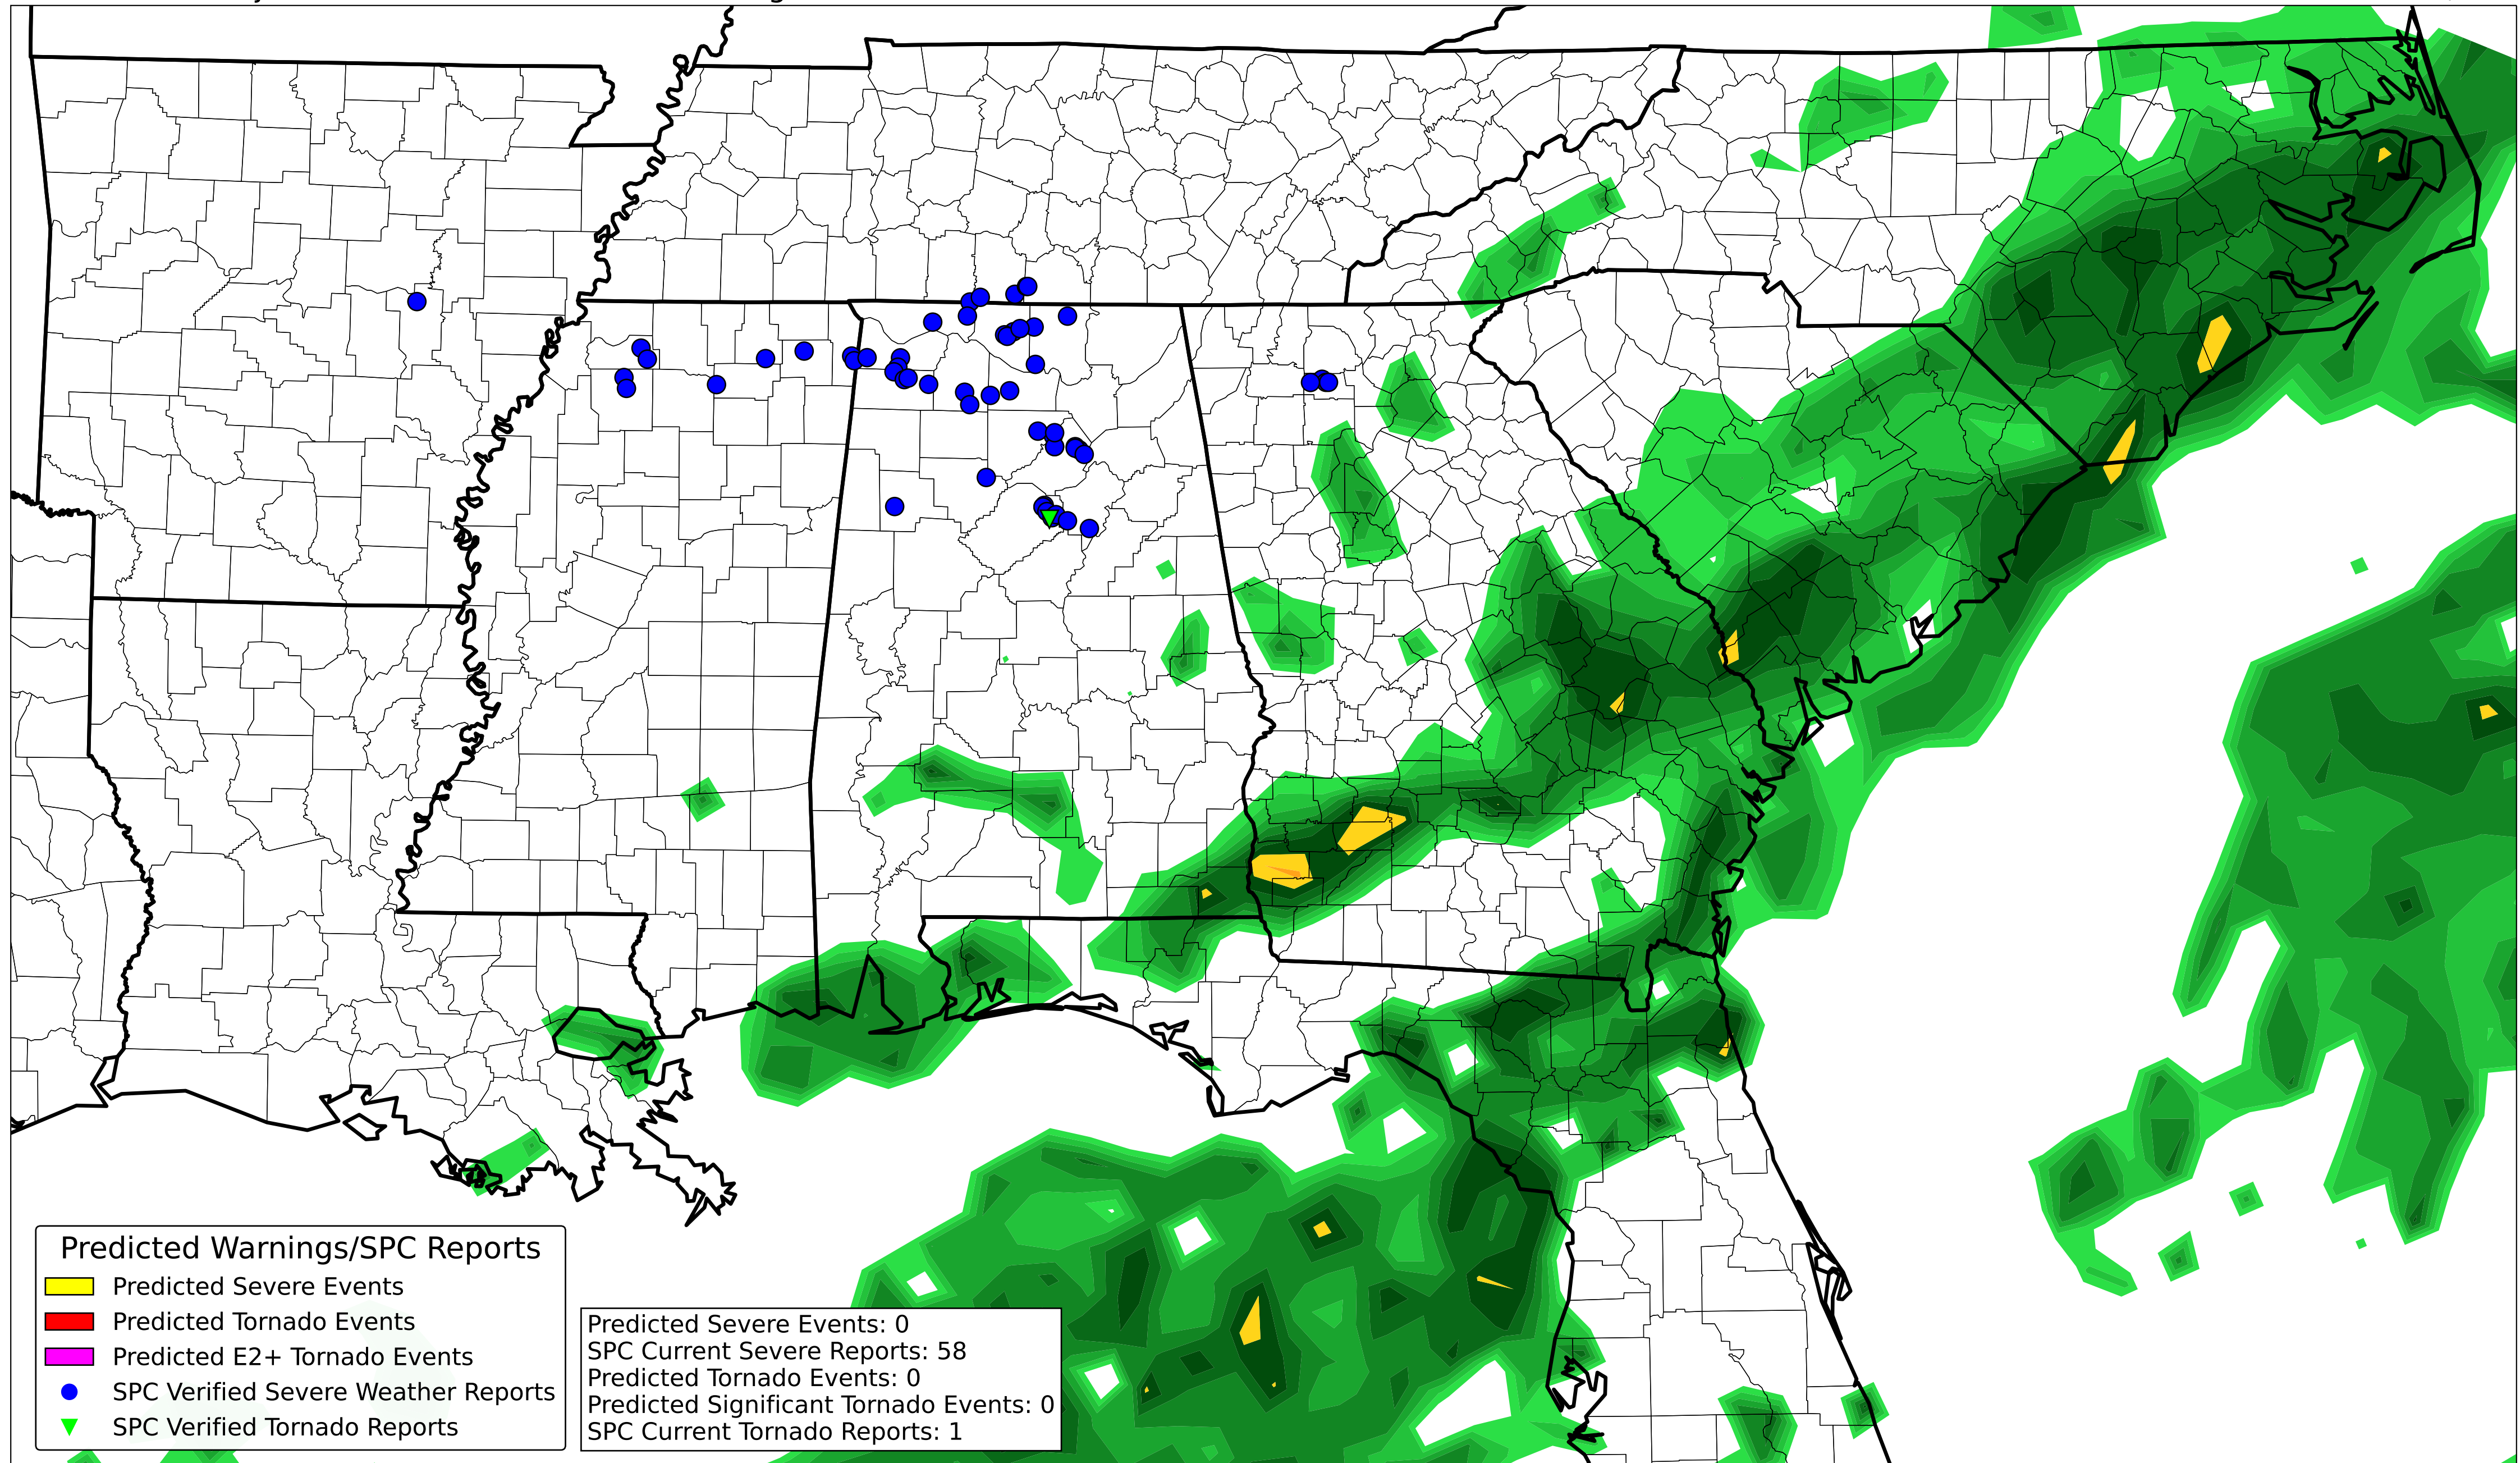 Predicted Warnings/SPC Reports
Predicted Severe Events
Predicted Tornado Events
Predicted E2+ Tornado Events
SPC Verified Severe Weather Reports
SPC Verified Tornado Reports
Predicted Severe Events: 0
SPC Current Severe Reports: 58
Predicted Tornado Events: 0
Predicted Significant Tornado Events: 0
SPC Current Tornado Reports: 1